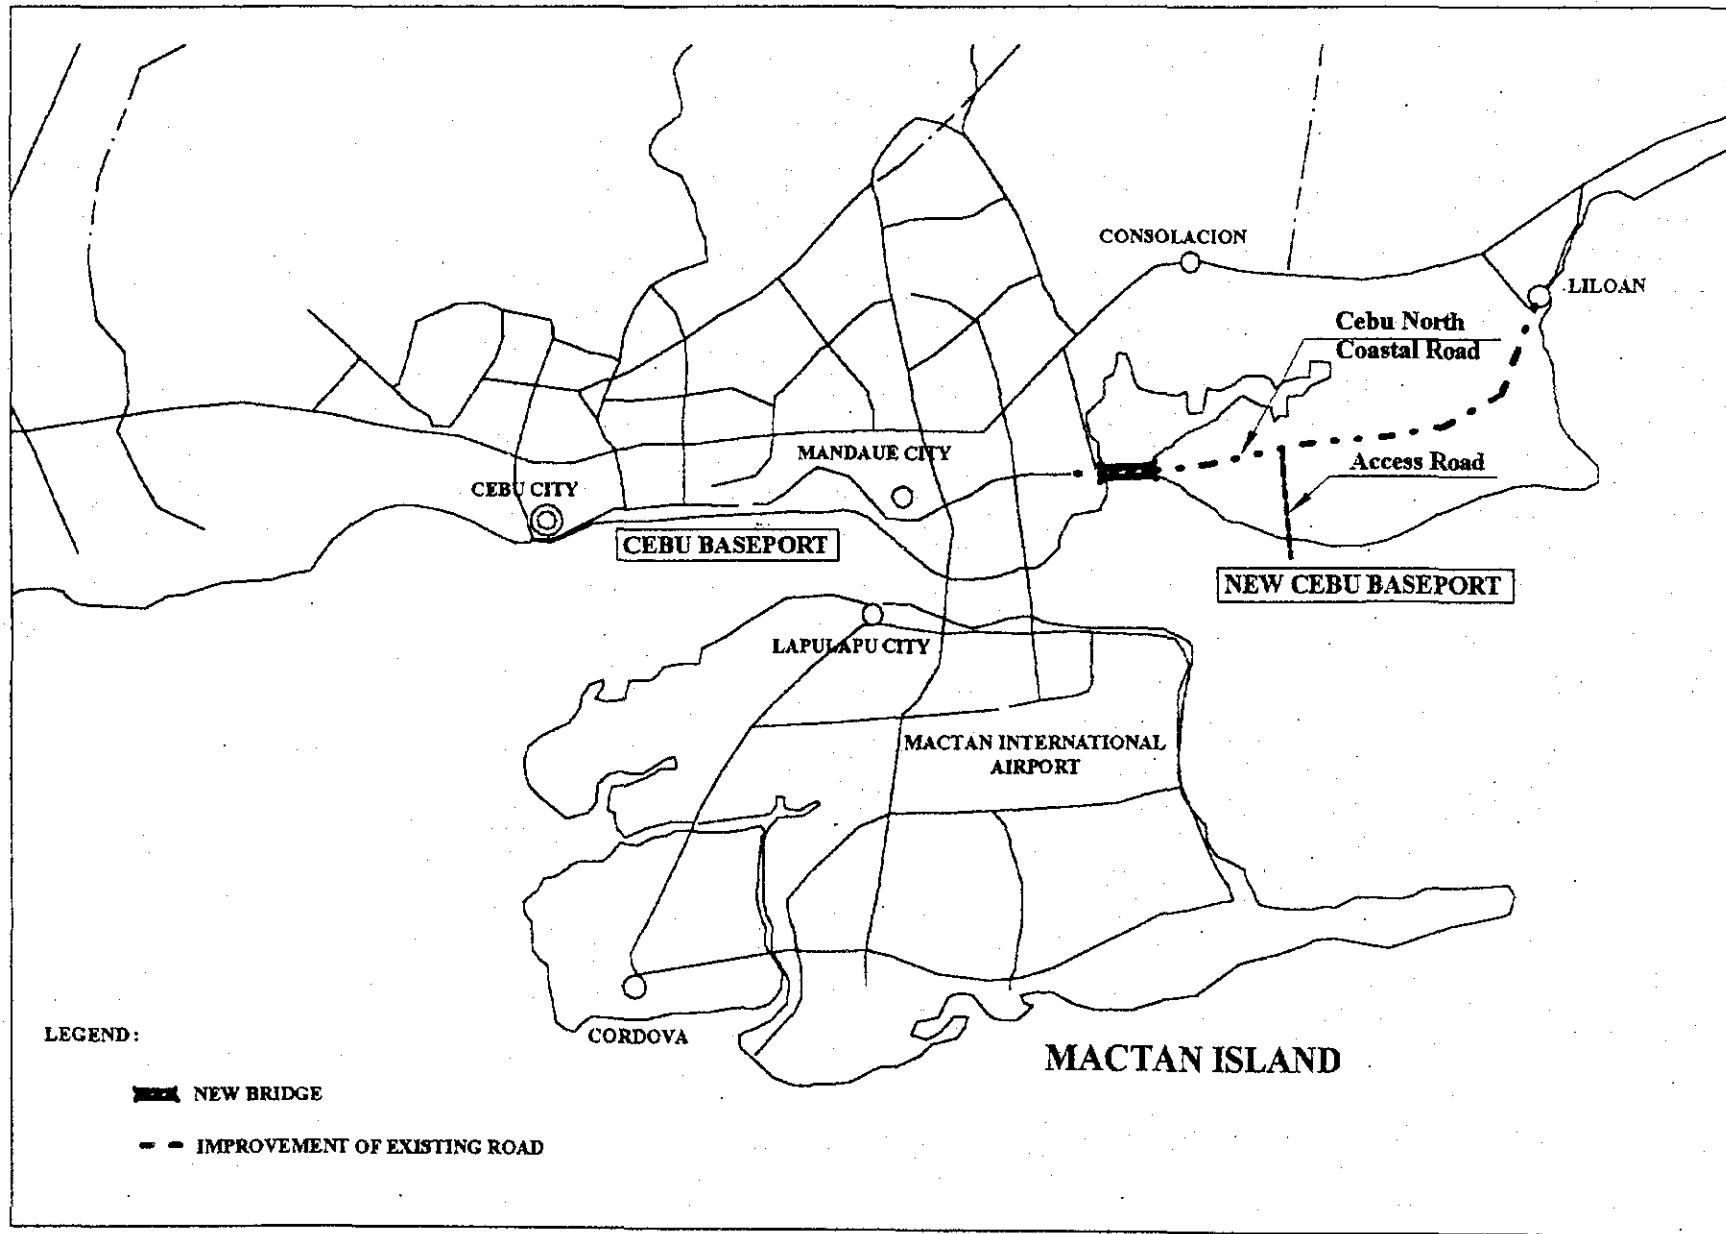 CONSOLACION
LILOAN
Cebu North
Coastal Road
MANDAUE CITY
Access Road
CEBU CITY
CEBU BASEPORT
NEW CEBU BASEPORT
LAPULAPU CITY
MACTAN INTERNATIONAL
AIRPORT
CORDOVA
MACTAN ISLAND
LEGEND :
NEW BRIDGE
IMPROVEMENT OF EXISTING ROAD